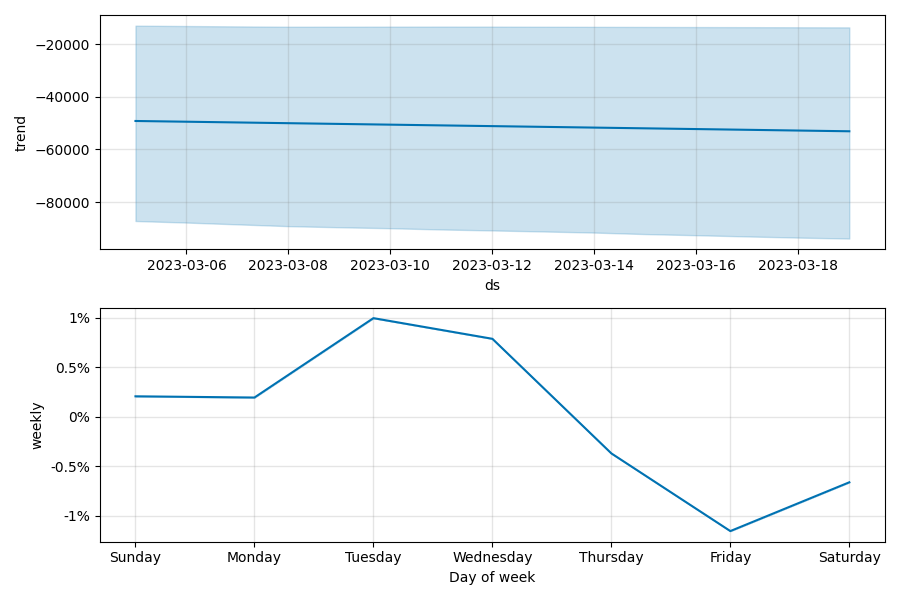 −20000
−40000
−60000
−80000
trend
2023-03-06 2023-03-08 2023-03-10 2023-03-12 2023-03-14 2023-03-16 2023-03-18
ds
1%
0.5%
0%
-0.5%
-1%
weekly
Sunday Monday Tuesday Wednesday Thursday Friday Saturday
Day of week